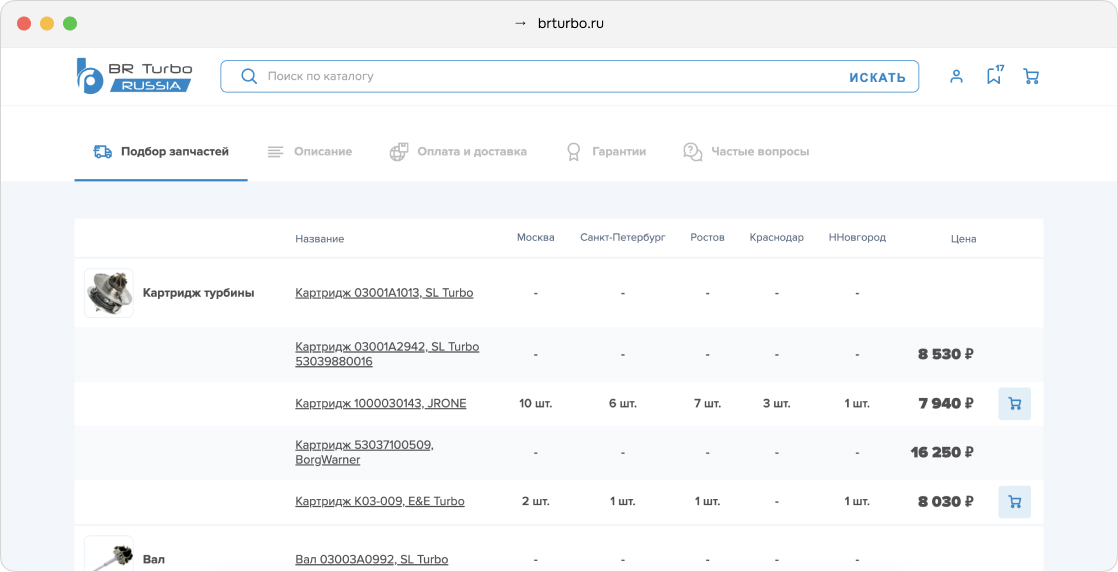 → brturbo.ru
BR Turbo
RUSSIA
Поиск по каталогу
ИСКАТЬ
17
Подбор запчастей
Описание
Оплата и доставка
Гарантии
Частые вопросы
Название Москва Санкт-Петербург Ростов Краснодар ННовгород Цена
Картридж турбины Картридж 03001A1013, SL Turbo - - - - -
Картридж 03001A2942, SL Turbo
53039880016 - - - - - 8 530 ₽
Картридж 1000030143, JRONE 10 шт. 6 шт. 7 шт. 3 шт. 1 шт. 7 940 ₽
Картридж 53037100509,
BorgWarner - - - - - 16 250 ₽
Картридж K03-009, E&E Turbo 2 шт. 1 шт. 1 шт. - 1 шт. 8 030 ₽
Вал Вал 03003A0992, SL Turbo - - - - -